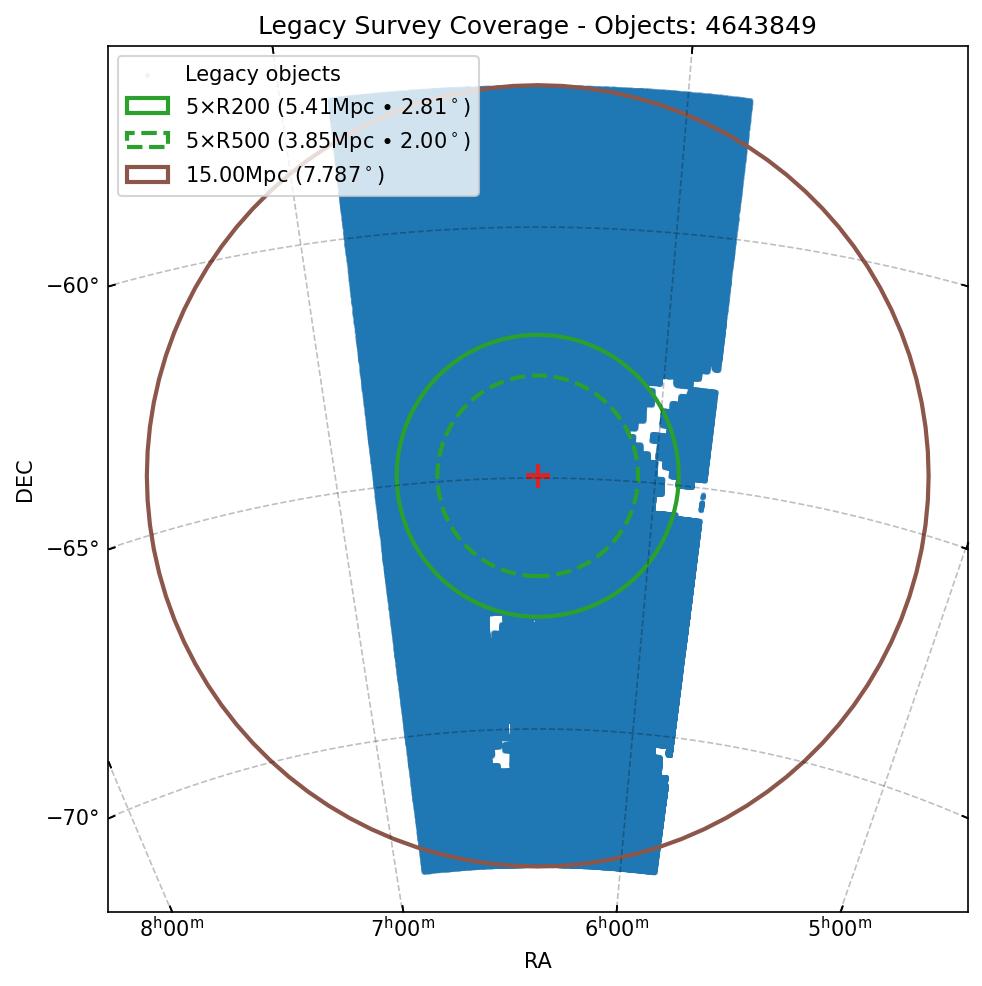 Legacy Survey Coverage - Objects: 4643849
Legacy objects
5×R200 (5.41Mpc • 2.81°)
5×R500 (3.85Mpc • 2.00°)
15.00Mpc (7.787°)
−60°
−65°
−70°
DEC
8ʰ00ᵐ 7ʰ00ᵐ 6ʰ00ᵐ 5ʰ00ᵐ
RA